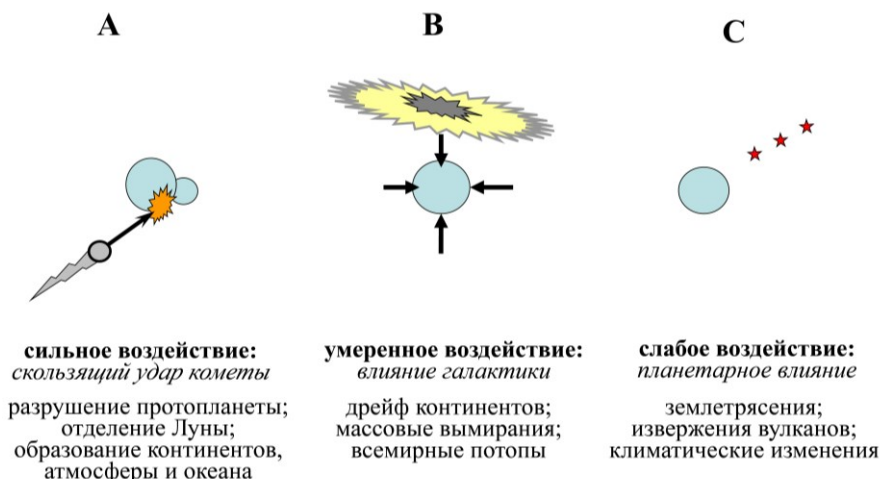 A
B
C
сильное воздействие:
скользящий удар кометы
разрушение протопланеты;
отделение Луны;
образование континентов,
атмосферы и океана
умеренное воздействие:
влияние галактики
дрейф континентов;
массовые вымирания;
всемирные потопы
слабое воздействие:
планетарное влияние
землетрясения;
извержения вулканов;
климатические изменения